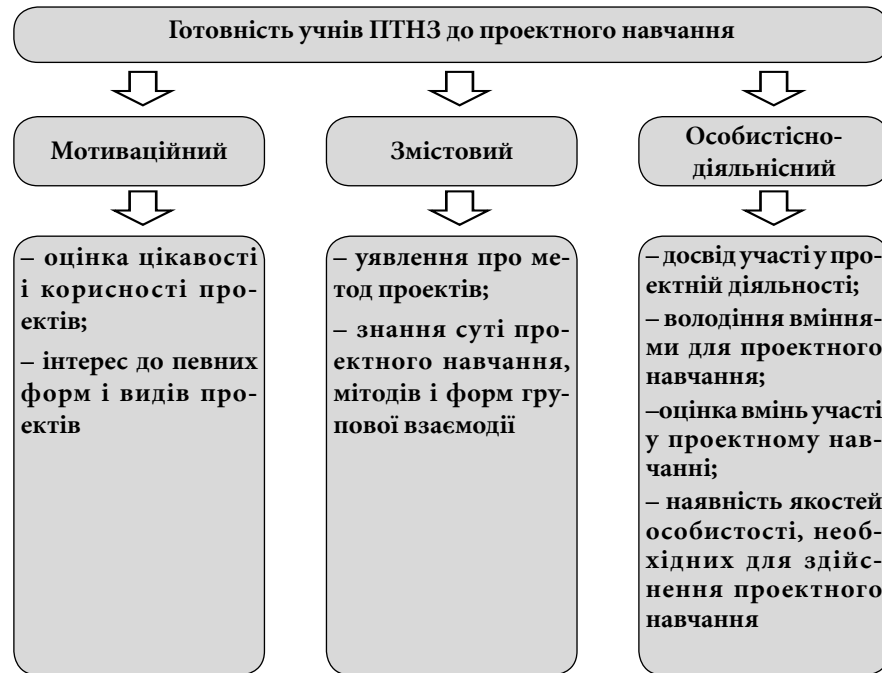 Готовність учнів ПТНЗ до проектного навчання
Мотиваційний
Змістовий
Особистісно-
діяльнісний
– оцінка цікавості
і корисності про-
ектів;
– інтерес до певних
форм і видів про-
ектів
– уявлення про ме-
тод проектів;
– знання суті про-
ектного навчання,
мітодів і форм гру-
пової взаємодії
– досвід участі у про-
ектній діяльності;
– володіння вміння-
ми для проектного
навчання;
–оцінка вмінь участі
у проектному нав-
чанні;
– наявність якостей
особистості, необ-
хідних для здійс-
нення проектного
навчання